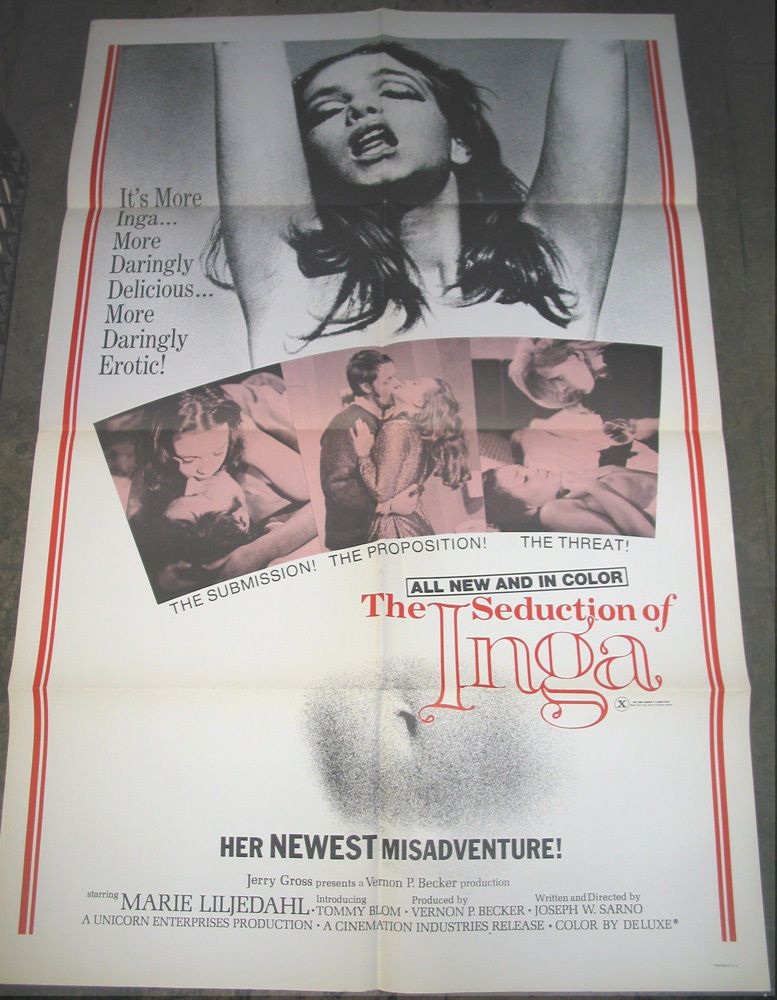 It's More
Inga...
More
Daringly
Delicious...
More
Daringly
Erotic!
THE SUBMISSION! THE PROPOSITION! THE THREAT!
ALL NEW AND IN COLOR
The Seduction of
Inga
X
HER NEWEST MISADVENTURE!
Jerry Gross presents a Vernon P. Becker production
starring MARIE LILJEDAHL · Introducing TOMMY BLOM · Produced by VERNON P. BECKER · Written and Directed by JOSEPH W. SARNO
A UNICORN ENTERPRISES PRODUCTION · A CINEMATION INDUSTRIES RELEASE · COLOR BY DELUXE®